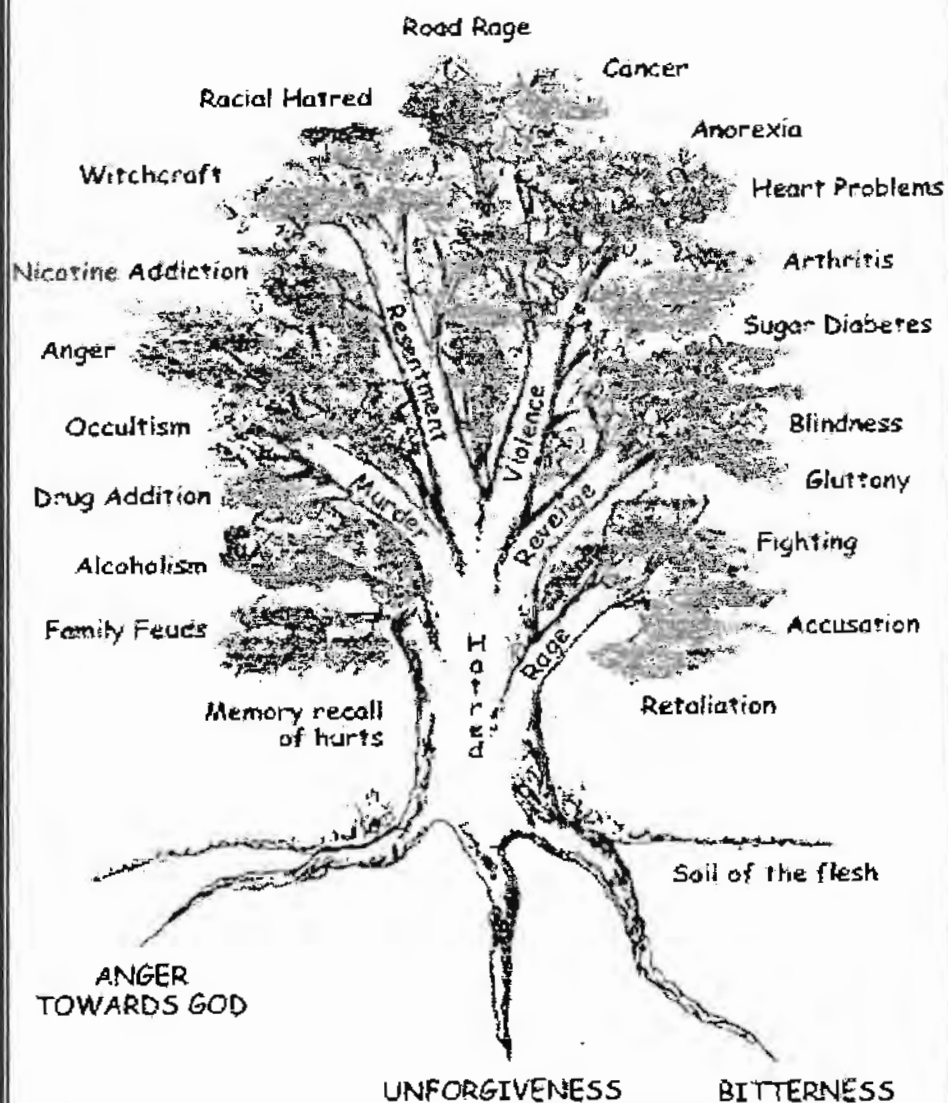 Road Rage
Cancer
Racial Hatred
Anorexia
Witchcraft
Heart Problems
Nicotine Addiction
Arthritis
Sugar Diabetes
Anger
Occultism
Blindness
Drug Addition
Gluttony
Alcoholism
Fighting
Family Feuds
Accusation
Memory recall
of hurts
Retaliation
Resentment
Violence
Murder
Revenge
Hatred
Rage
Soil of the flesh
ANGER
TOWARDS GOD
UNFORGIVENESS
BITTERNESS